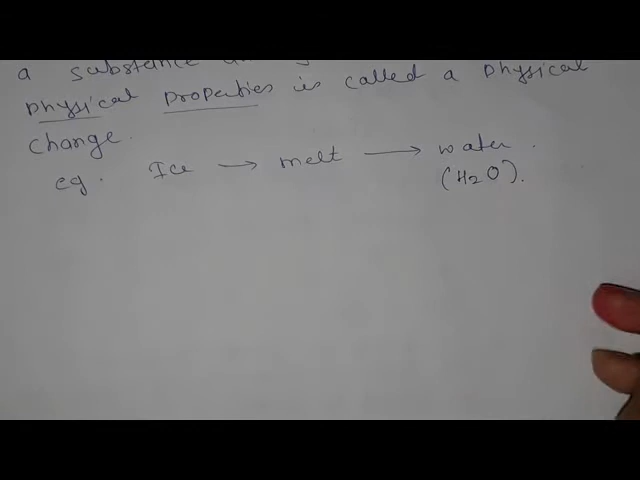 a substance
physical properties is called a physical
change.
eg. Ice → melt → water.
(H2O).